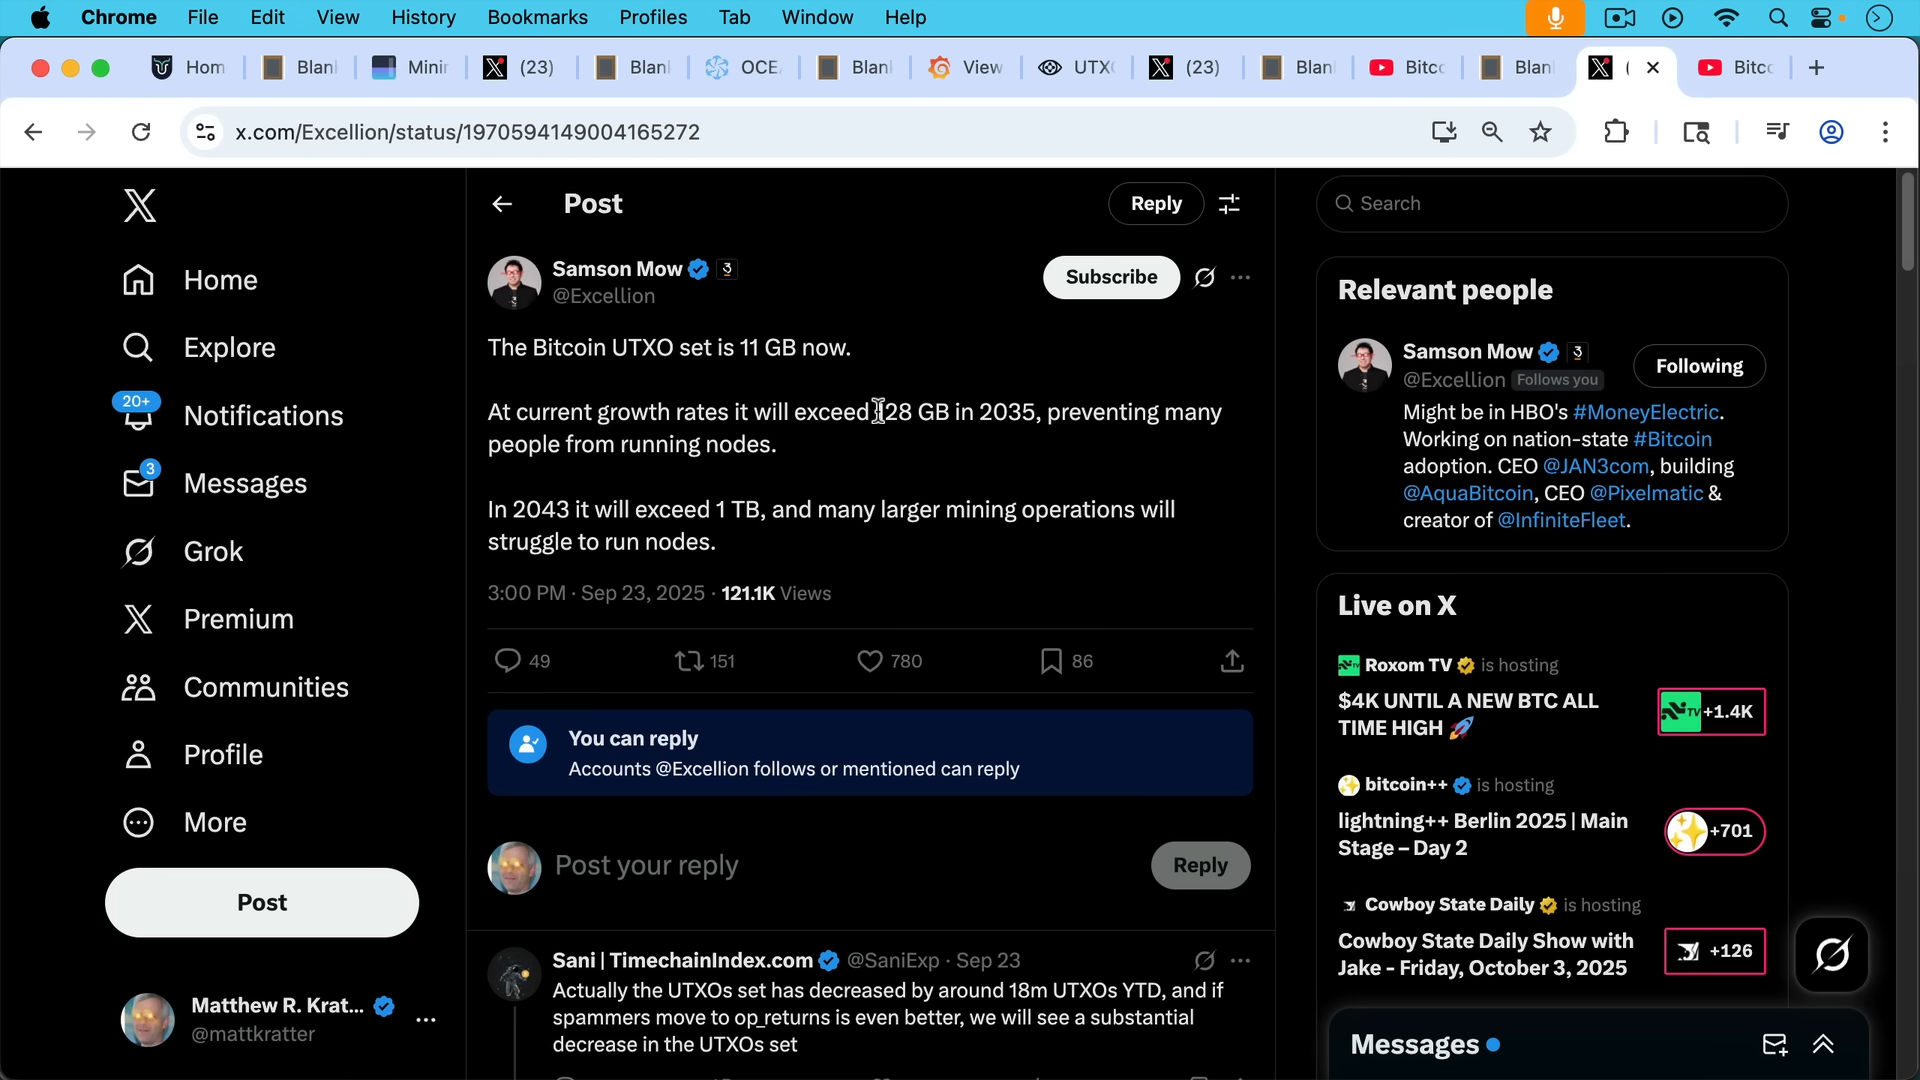 Chrome File Edit View History Bookmarks Profiles Tab Window Help
Hom Blan Minin (23) Blan OCEA Blan View UTXO (23) Blan Bitco Blan ( Bitco
x.com/Excellion/status/1970594149004165272
Post
Reply
Search
Home
Explore
20+
Notifications
3
Messages
Grok
Premium
Communities
Profile
More
Post
Matthew R. Krat...
@mattkratter
Samson Mow
@Excellion
Subscribe
The Bitcoin UTXO set is 11 GB now.
At current growth rates it will exceed 128 GB in 2035, preventing many
people from running nodes.
In 2043 it will exceed 1 TB, and many larger mining operations will
struggle to run nodes.
3:00 PM · Sep 23, 2025 · 121.1K Views
49 151 780 86
You can reply
Accounts @Excellion follows or mentioned can reply
Post your reply
Reply
Sani | TimechainIndex.com @SaniExp · Sep 23
Actually the UTXOs set has decreased by around 18m UTXOs YTD, and if
spammers move to op_returns is even better, we will see a substantial
decrease in the UTXOs set
Relevant people
Samson Mow
@Excellion Follows you
Following
Might be in HBO's #MoneyElectric.
Working on nation-state #Bitcoin
adoption. CEO @JAN3com, building
@AquaBitcoin, CEO @Pixelmatic &
creator of @InfiniteFleet.
Live on X
Roxom TV is hosting
$4K UNTIL A NEW BTC ALL
TIME HIGH 🚀
+1.4K
bitcoin++ is hosting
lightning++ Berlin 2025 | Main
Stage – Day 2
+701
Cowboy State Daily is hosting
Cowboy State Daily Show with
Jake - Friday, October 3, 2025
+126
Messages